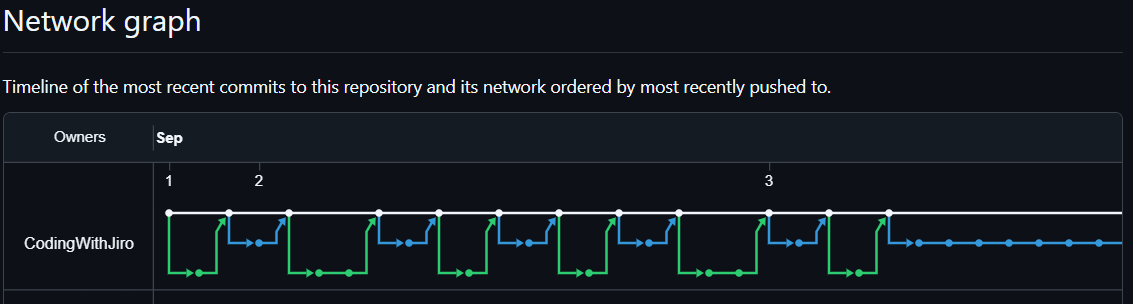 Network graph
Timeline of the most recent commits to this repository and its network ordered by most recently pushed to.
Owners Sep
1 2 3
CodingWithJiro